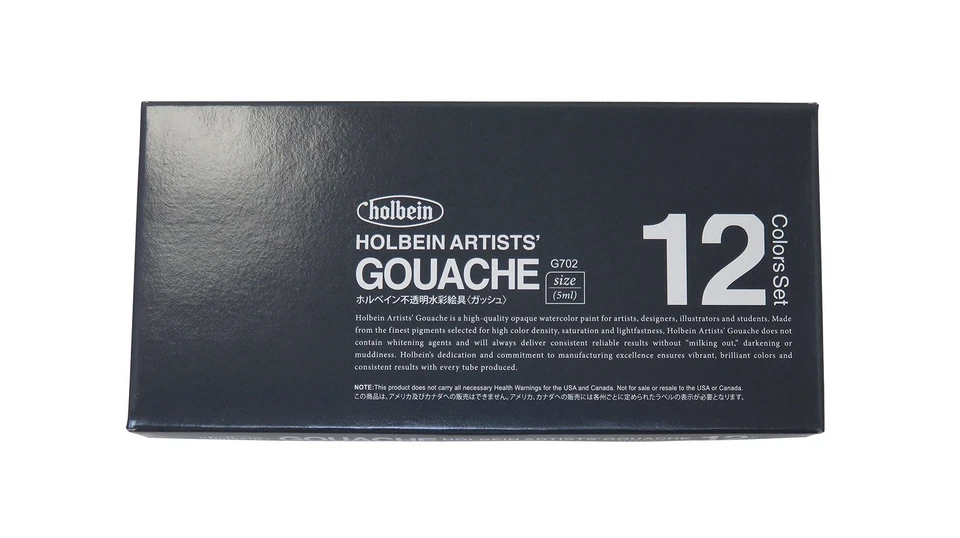 holbein
HOLBEIN ARTISTS'
GOUACHE
G702
size
(5ml)
ホルベイン不透明水彩絵具〈ガッシュ〉
12
Colors Set
Holbein Artists' Gouache is a high-quality opaque watercolor paint for artists, designers, illustrators and students. Made
from the finest pigments selected for high color density, saturation and lightfastness, Holbein Artists' Gouache does not
contain whitening agents and will always deliver consistent reliable results without "milking out," darkening or
muddiness. Holbein's dedication and commitment to manufacturing excellence ensures vibrant, brilliant colors and
consistent results with every tube produced.
NOTE:This product does not carry all necessary Health Warnings for the USA and Canada. Not for sale or resale to the USA or Canada.
この商品は、アメリカ及びカナダへの販売はできません。アメリカ、カナダへの販売には各州ごとに定められたラベルの表示が必要となります。
holbein GOUACHE HOLBEIN ARTISTS' GOUACHE 12